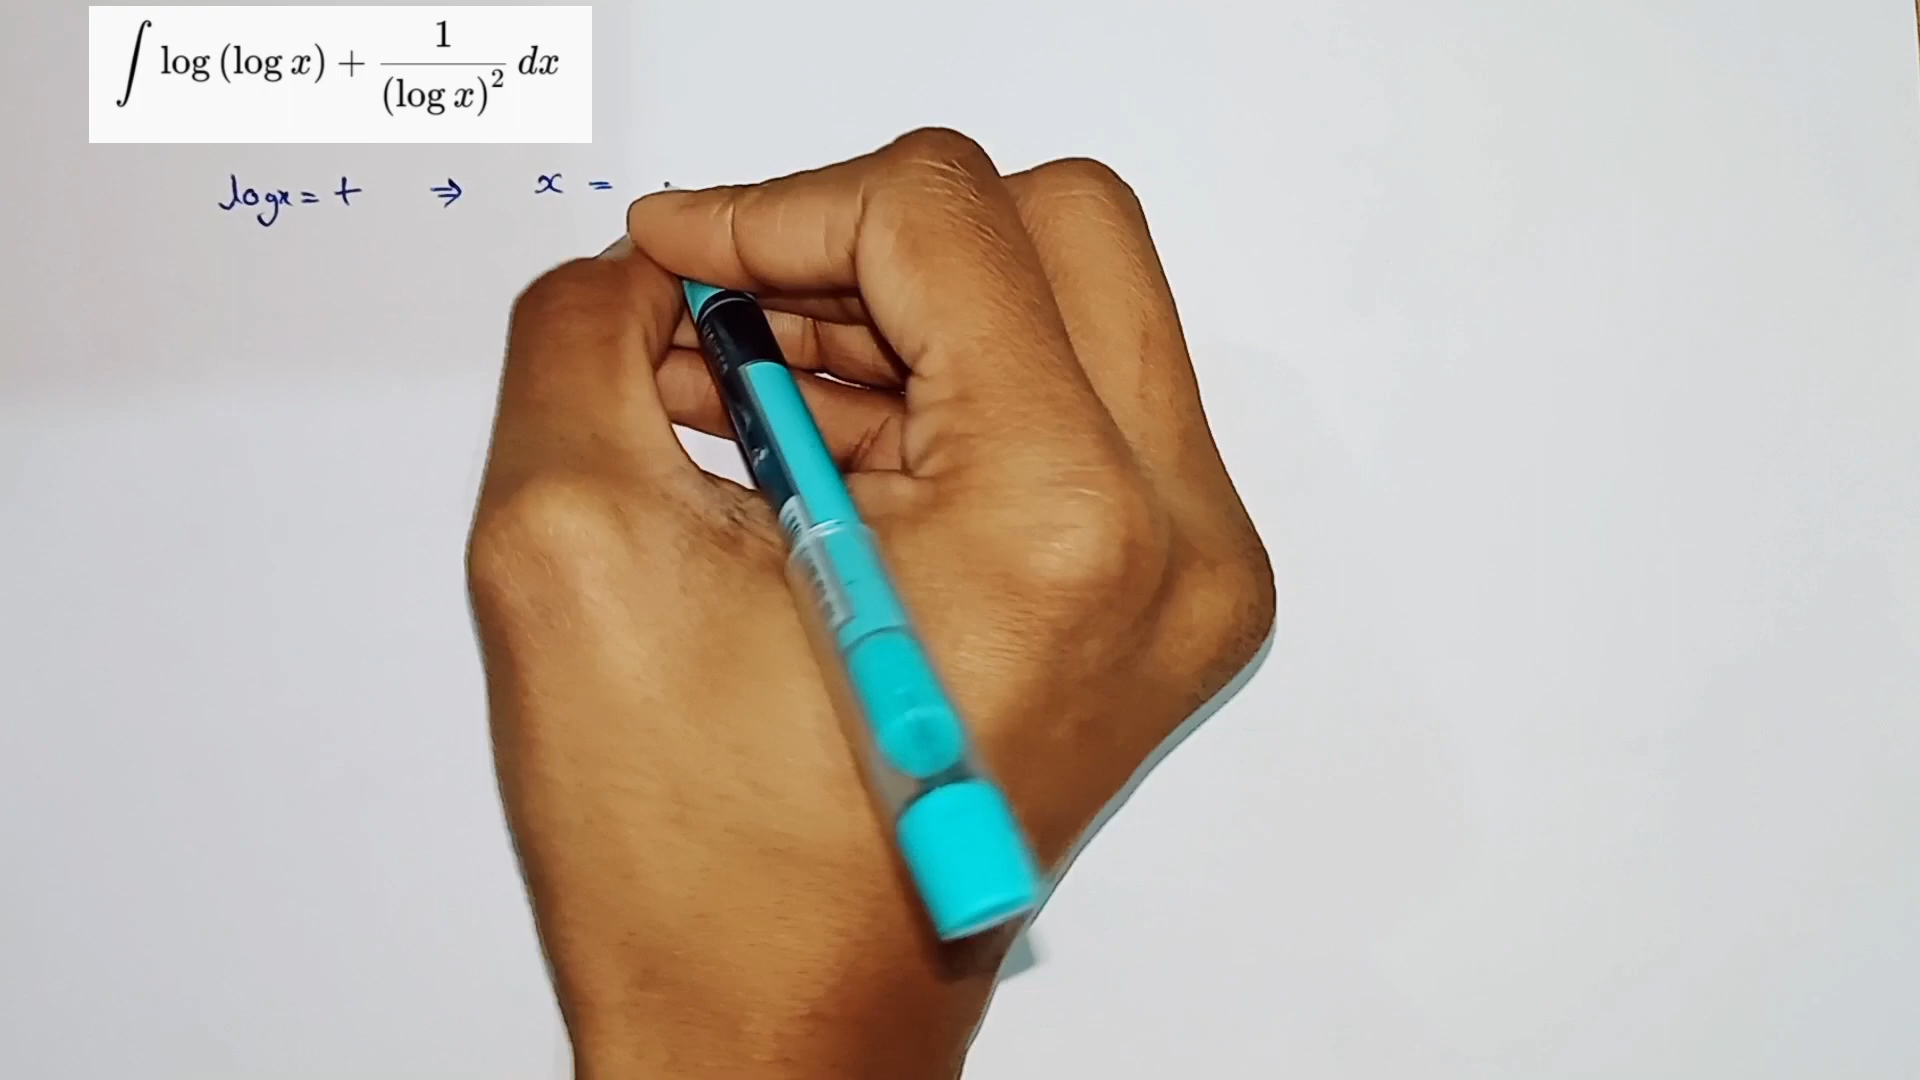 ∫ log (log x) + 1/(log x)² dx
logx = t ⇒ x =